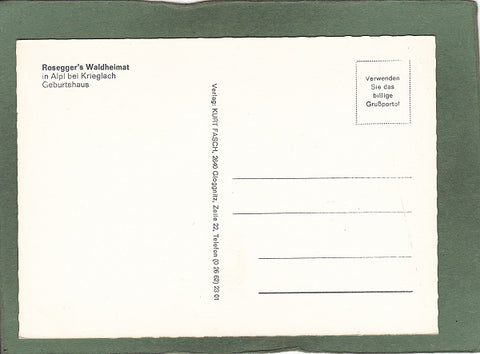 Rosegger's Waldheimat
in Alpl bei Krieglach
Geburtshaus
Verlag: KURT FASCH, 2640 Gloggnitz, Zeile 22, Telefon (0 26 62) 23 01
Verwenden
Sie das
billige
Grußporto!